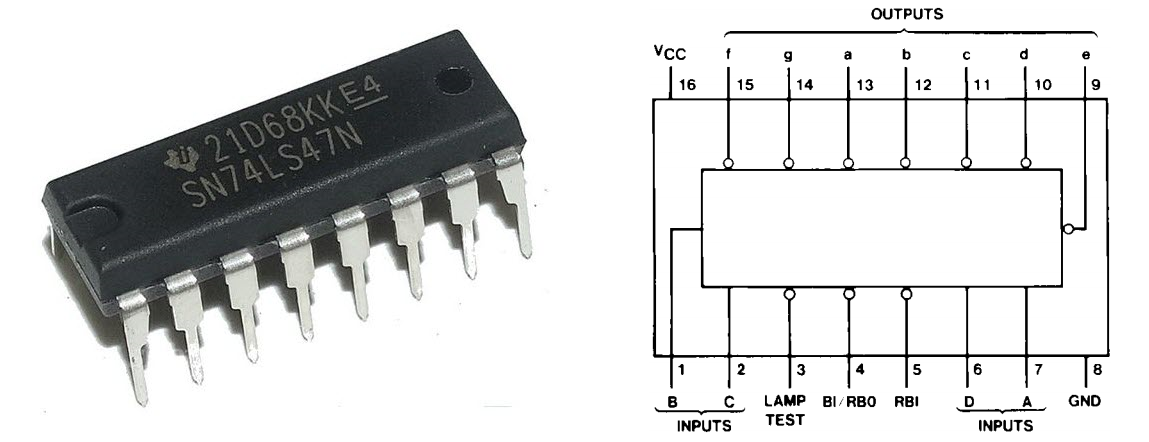 21D68KKE4
SN74LS47N
OUTPUTS
VCC f g a b c d e
16 15 14 13 12 11 10 9
1 2 3 4 5 6 7 8
B C LAMP TEST BI/RBO RBI D A GND
INPUTS INPUTS